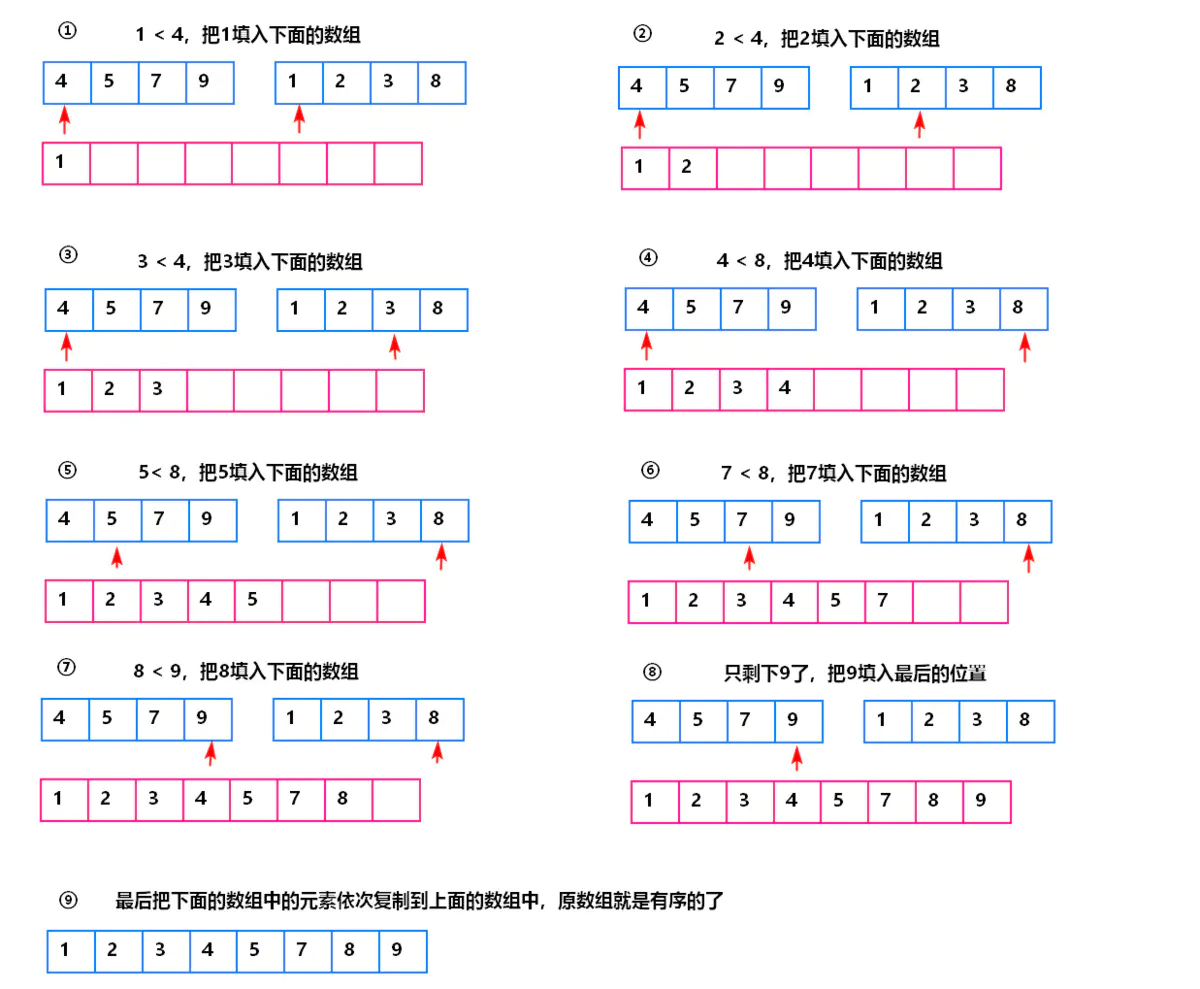 ① 1 < 4，把1填入下面的数组
4 5 7 9 1 2 3 8
1
② 2 < 4，把2填入下面的数组
4 5 7 9 1 2 3 8
1 2
③ 3 < 4，把3填入下面的数组
4 5 7 9 1 2 3 8
1 2 3
④ 4 < 8，把4填入下面的数组
4 5 7 9 1 2 3 8
1 2 3 4
⑤ 5< 8，把5填入下面的数组
4 5 7 9 1 2 3 8
1 2 3 4 5
⑥ 7 < 8，把7填入下面的数组
4 5 7 9 1 2 3 8
1 2 3 4 5 7
⑦ 8 < 9，把8填入下面的数组
4 5 7 9 1 2 3 8
1 2 3 4 5 7 8
⑧ 只剩下9了，把9填入最后的位置
4 5 7 9 1 2 3 8
1 2 3 4 5 7 8 9
⑨ 最后把下面的数组中的元素依次复制到上面的数组中，原数组就是有序的了
1 2 3 4 5 7 8 9